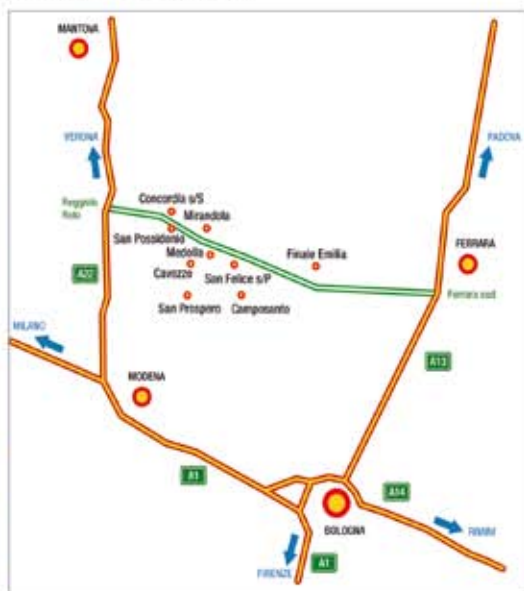 MANTOVA
VERONA
PADOVA
Reggiolo
Rolo
Concordia s/S
Mirandola
San Possidonio
Medolla
Finale Emilia
FERRARA
Cavezzo
San Felice s/P
A22
San Prospero
Camposanto
Ferrara sud
MILANO
MODENA
A13
A1
A14
BOLOGNA
RIMINI
FIRENZE
A1